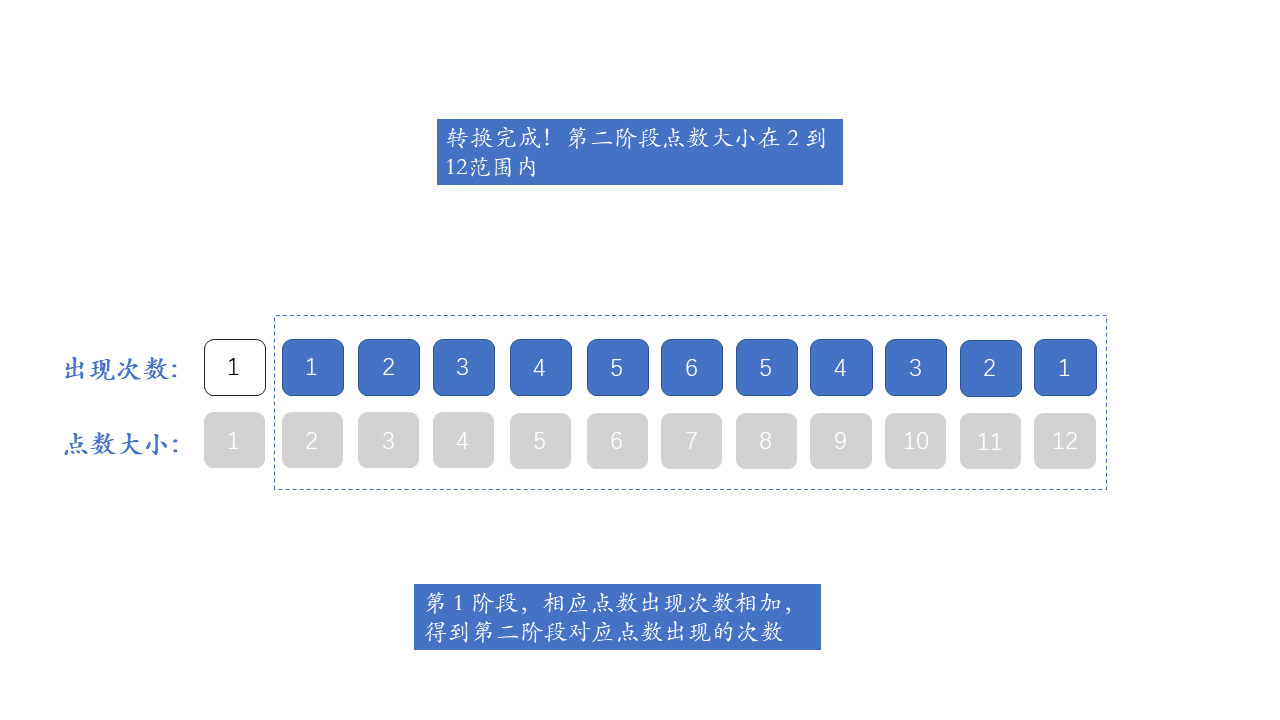 转换完成！第二阶段点数大小在 2 到
12范围内
出现次数： 1 1 2 3 4 5 6 5 4 3 2 1
点数大小： 1 2 3 4 5 6 7 8 9 10 11 12
第 1 阶段，相应点数出现次数相加，
得到第二阶段对应点数出现的次数